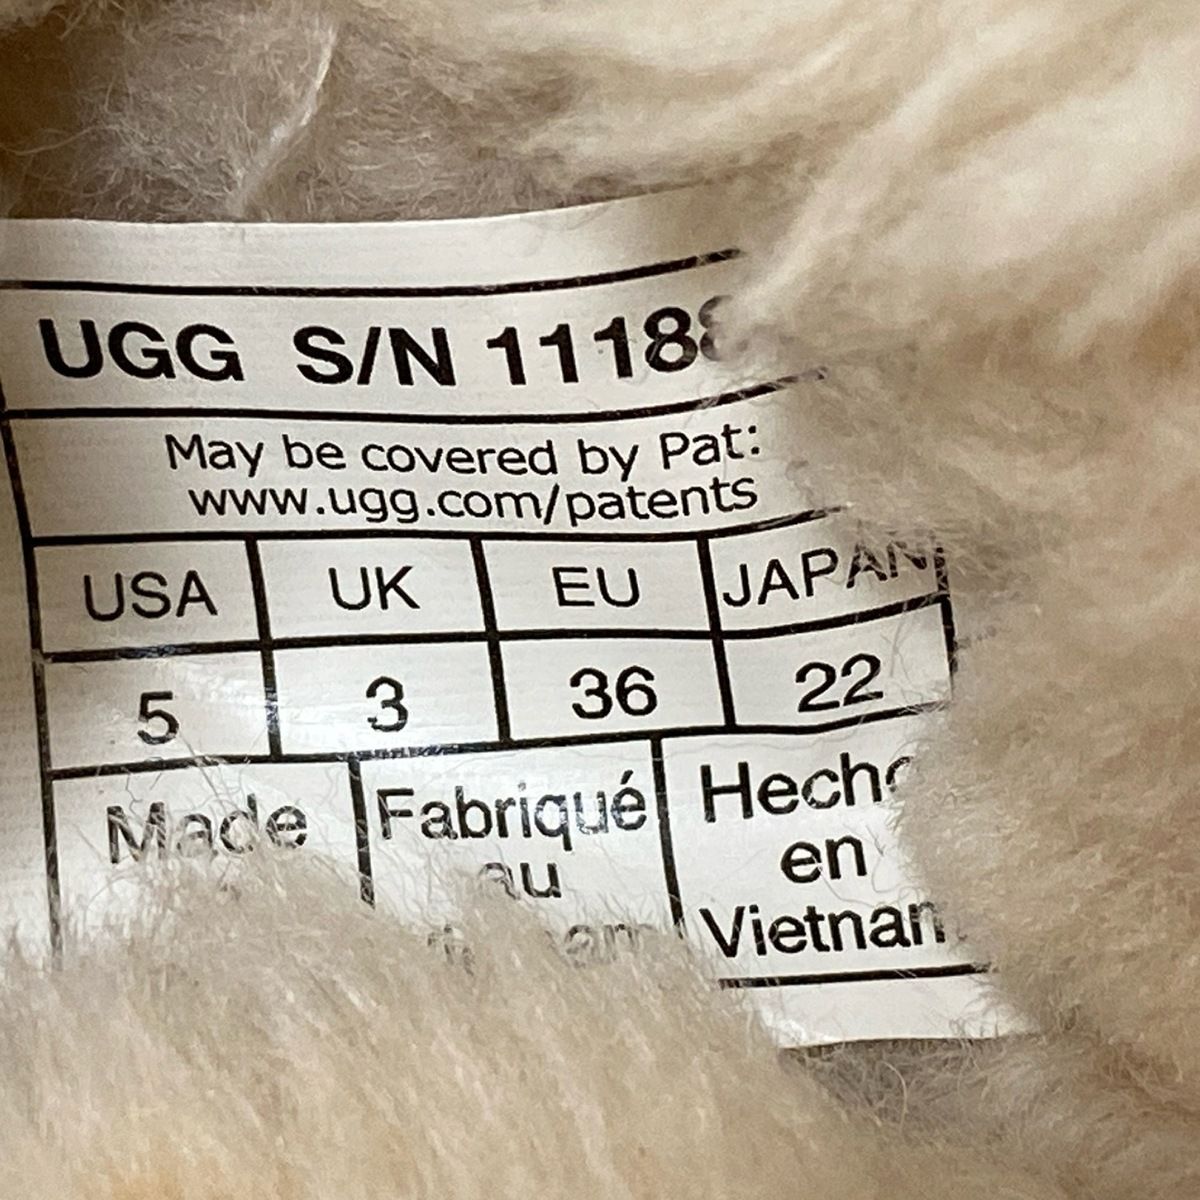 UGG S/N 1118
May be covered by Pat:
www.ugg.com/patents
USA UK EU JAPAN
5 3 36 22
Made Fabriqué Hecho
au en
Vietnam